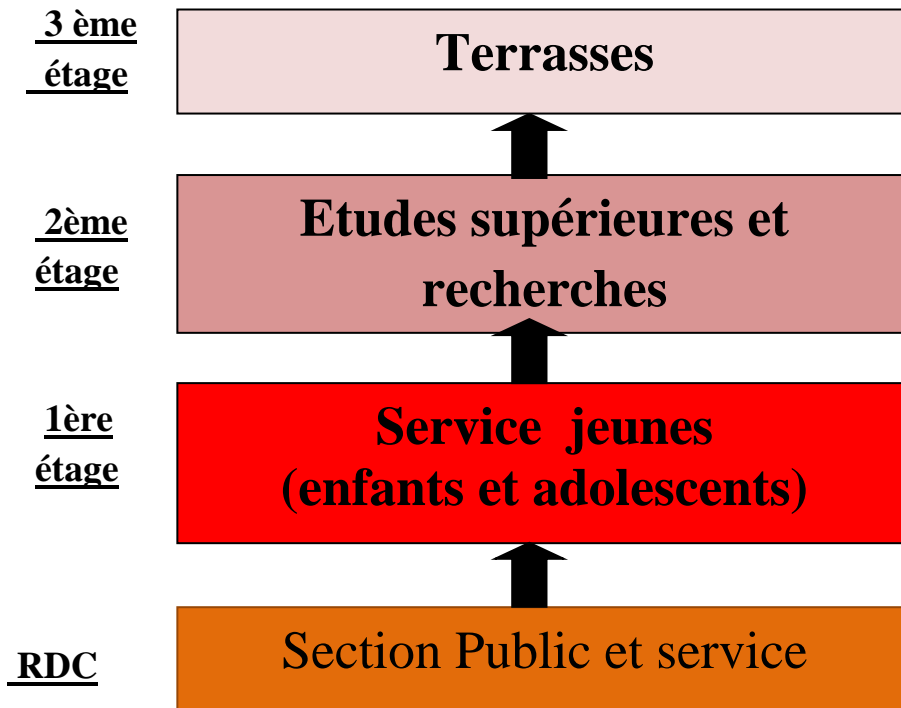 3 ème
étage
Terrasses
2ème
étage
Etudes supérieures et
recherches
1ère
étage
Service jeunes
(enfants et adolescents)
RDC
Section Public et service